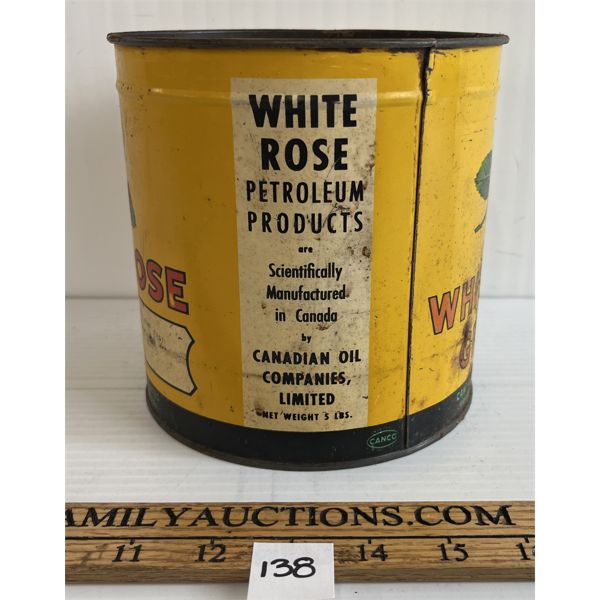 WHITE
ROSE
PETROLEUM
PRODUCTS
are
Scientifically
Manufactured
in Canada
by
CANADIAN OIL
COMPANIES,
LIMITED
NET WEIGHT 5 LBS.
CANCO
OSE
WH
G
AMILYAUCTIONS.COM
11 12 14 15
138